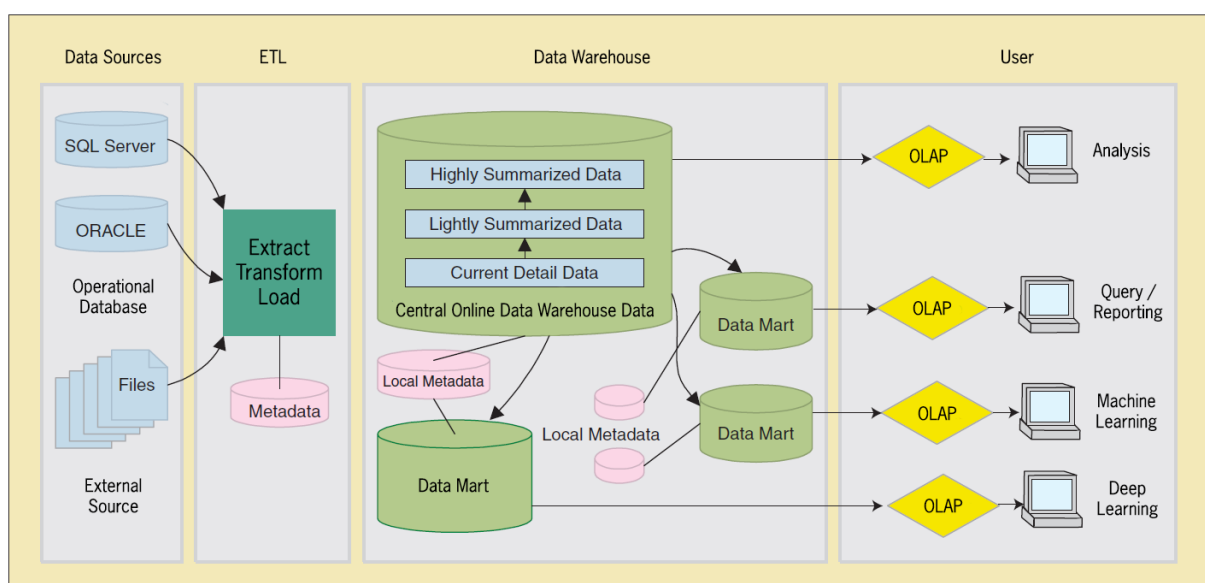 Data Sources
ETL
Data Warehouse
User
SQL Server
ORACLE
Operational
Database
Files
External
Source
Extract
Transform
Load
Metadata
Highly Summarized Data
Lightly Summarized Data
Current Detail Data
Central Online Data Warehouse Data
Local Metadata
Data Mart
Local Metadata
Data Mart
Data Mart
OLAP
Analysis
OLAP
Query /
Reporting
OLAP
Machine
Learning
OLAP
Deep
Learning